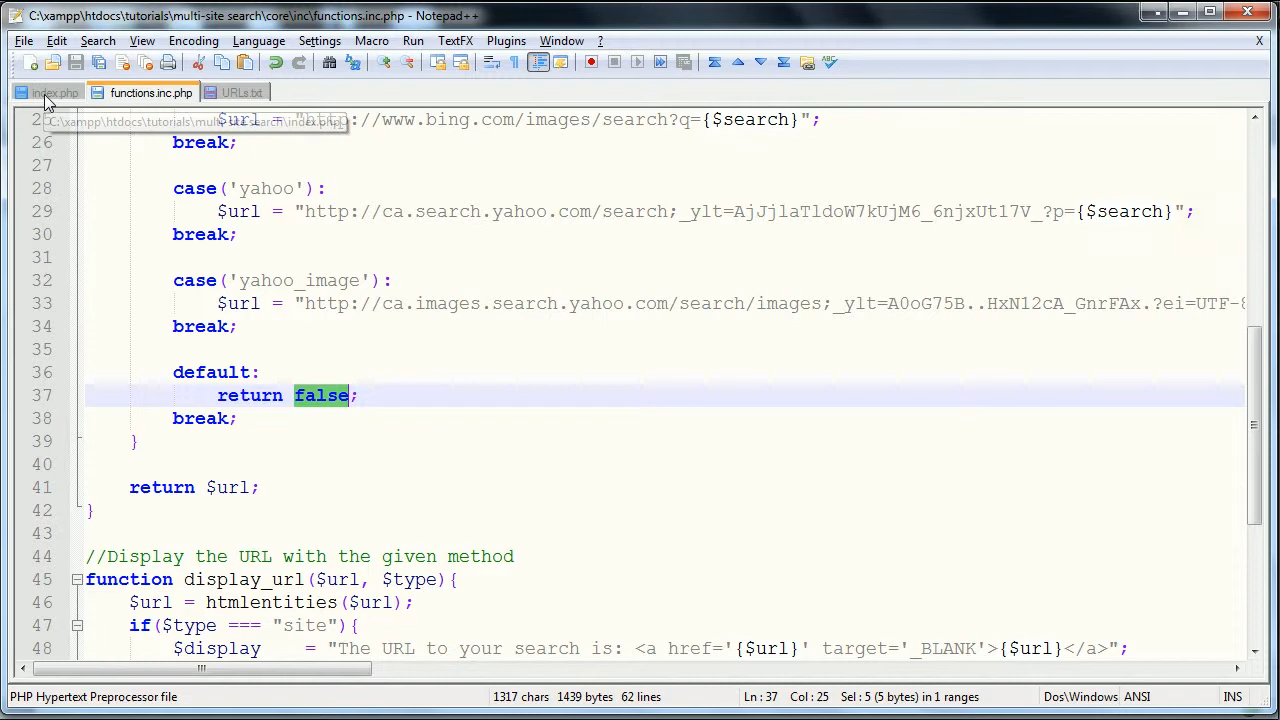 C:\xampp\htdocs\tutorials\multi-site search\core\inc\functions.inc.php - Notepad++
File Edit Search View Encoding Language Settings Macro Run TextFX Plugins Window ? X
index.php functions.inc.php URLs.txt
C:\xampp\htdocs\tutorials\multi-site search\index.php
$url = "http://www.bing.com/images/search?q={$search}";
26 break;
27
28 case('yahoo'):
29 $url = "http://ca.search.yahoo.com/search;_ylt=AjJjlaTldoW7kUjM6_6njxUt17V_?p={$search}";
30 break;
31
32 case('yahoo_image'):
33 $url = "http://ca.images.search.yahoo.com/search/images;_ylt=A0oG75B..HxN12cA_GnrFAx.?ei=UTF-8
34 break;
35
36 default:
37 return false;
38 break;
39 }
40
41 return $url;
42 }
43
44 //Display the URL with the given method
45 function display_url($url, $type){
46 $url = htmlentities($url);
47 if($type === "site"){
48 $display = "The URL to your search is: <a href='{$url}' target='_BLANK'>{$url}</a>";
PHP Hypertext Preprocessor file 1317 chars 1439 bytes 62 lines Ln : 37 Col : 25 Sel : 5 (5 bytes) in 1 ranges Dos\Windows ANSI INS